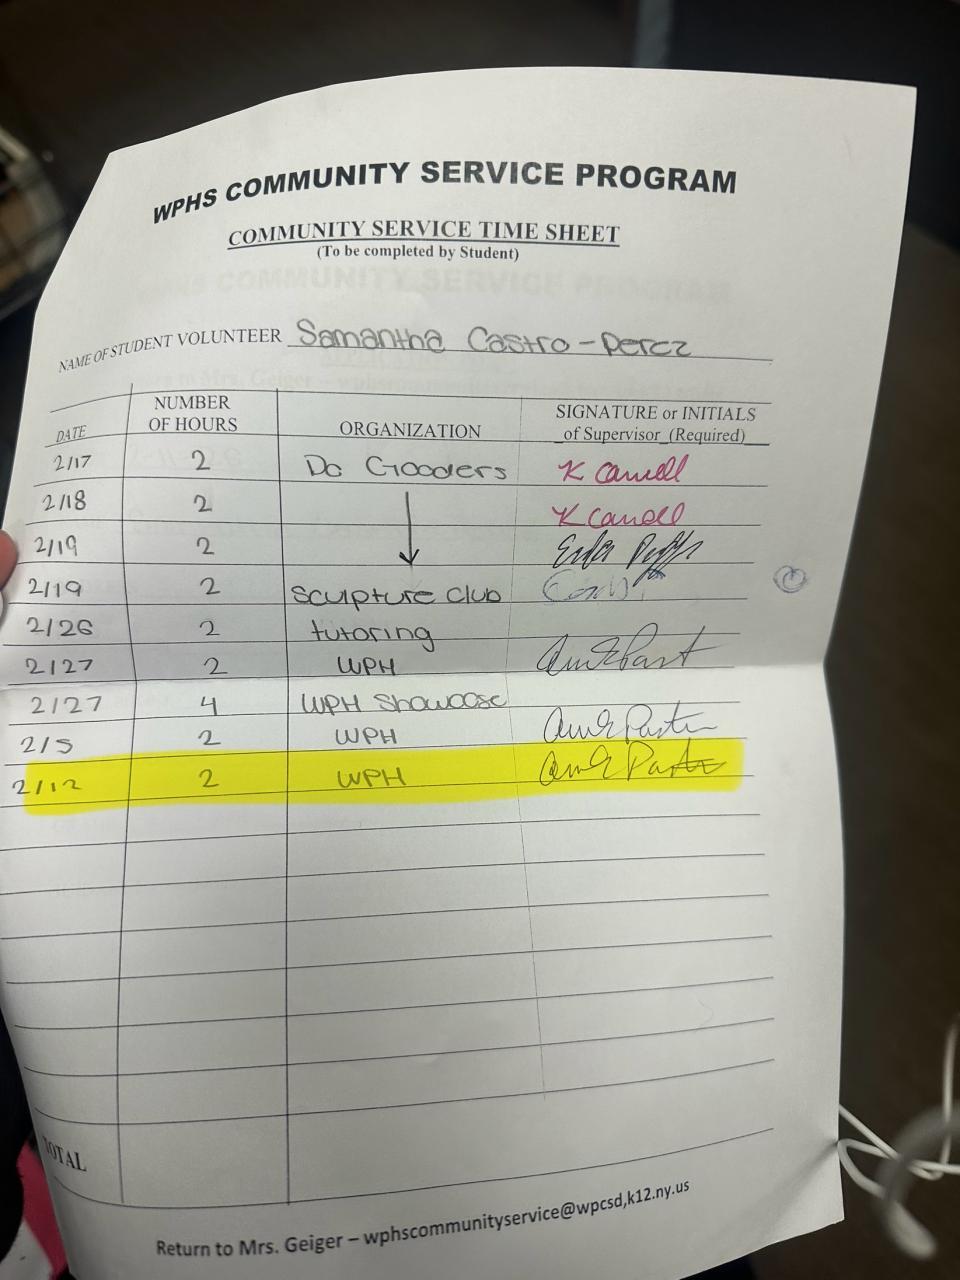 WPHS COMMUNITY SERVICE PROGRAM
COMMUNITY SERVICE TIME SHEET
(To be completed by Student)
NAME OF STUDENT VOLUNTEER Samantha Castro-Perez
DATE NUMBER OF HOURS ORGANIZATION SIGNATURE or INITIALS of Supervisor (Required)
2/17 2 Do Gooders K Carroll
2/18 2 K Carroll
2/19 2
2/19 2 Sculpture club
2/26 2 tutoring
2/27 2 WPH
2/27 4 WPH Showcase
2/5 2 WPH
2/12 2 WPH
TOTAL
Return to Mrs. Geiger – wphscommunityservice@wpcsd,k12.ny.us